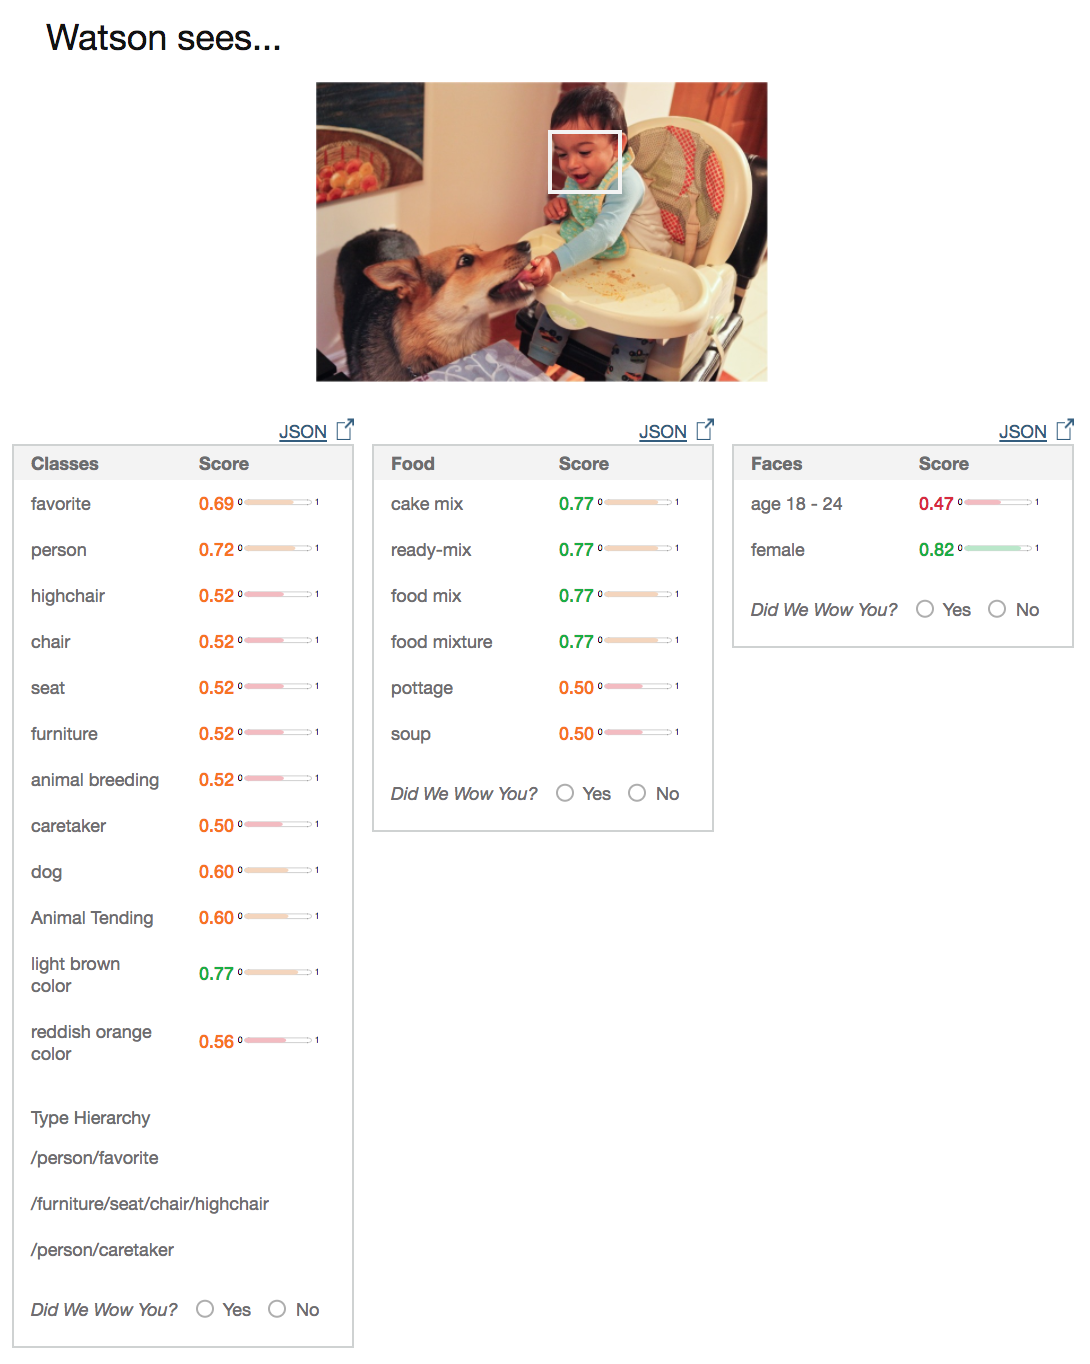 Watson sees...
JSON
Classes Score
favorite 0.69 0 1
person 0.72 0 1
highchair 0.52 0 1
chair 0.52 0 1
seat 0.52 0 1
furniture 0.52 0 1
animal breeding 0.52 0 1
caretaker 0.50 0 1
dog 0.60 0 1
Animal Tending 0.60 0 1
light brown
color
0.77 0 1
reddish orange
color
0.56 0 1
Type Hierarchy
/person/favorite
/furniture/seat/chair/highchair
/person/caretaker
Did We Wow You? Yes No
JSON
Food Score
cake mix 0.77 0 1
ready-mix 0.77 0 1
food mix 0.77 0 1
food mixture 0.77 0 1
pottage 0.50 0 1
soup 0.50 0 1
Did We Wow You? Yes No
JSON
Faces Score
age 18 - 24 0.47 0 1
female 0.82 0 1
Did We Wow You? Yes No